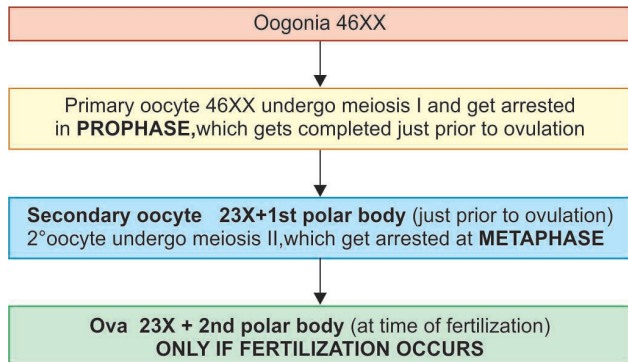 Oogonia 46XX
Primary oocyte 46XX undergo meiosis I and get arrested
in PROPHASE,which gets completed just prior to ovulation
Secondary oocyte 23X+1st polar body (just prior to ovulation)
2°oocyte undergo meiosis II,which get arrested at METAPHASE
Ova 23X + 2nd polar body (at time of fertilization)
ONLY IF FERTILIZATION OCCURS